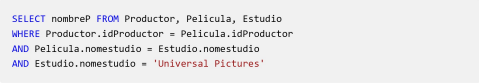 SELECT nombreP FROM Productor, Pelicula, Estudio
WHERE Productor.idProductor = Pelicula.idProductor
AND Pelicula.nomestudio = Estudio.nomestudio
AND Estudio.nomestudio = 'Universal Pictures'